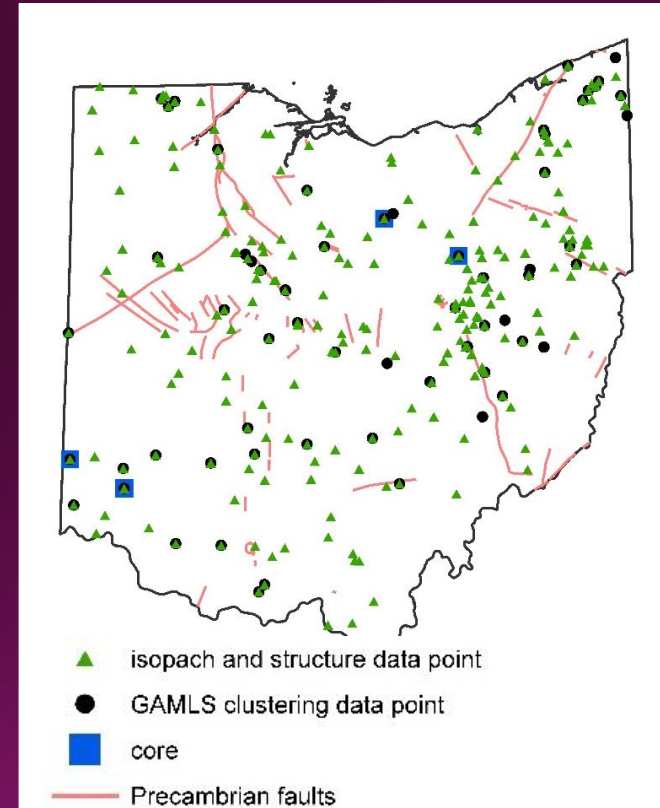 isopach and structure data point
GAMLS clustering data point
core
Precambrian faults